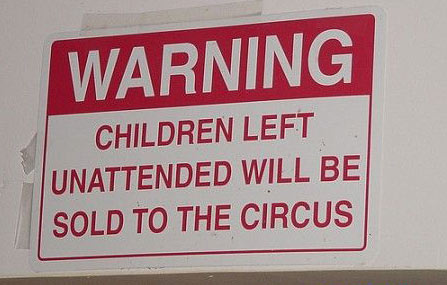 WARNING
CHILDREN LEFT
UNATTENDED WILL BE
SOLD TO THE CIRCUS